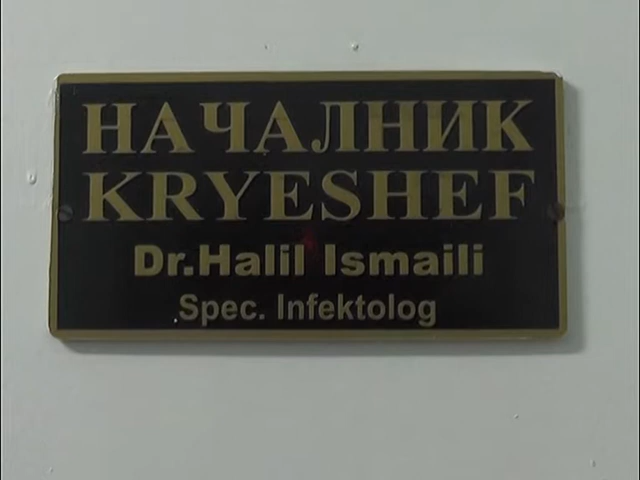 НАЧАЛНИК
KRYESHEF
Dr.Halil Ismaili
Spec. Infektolog